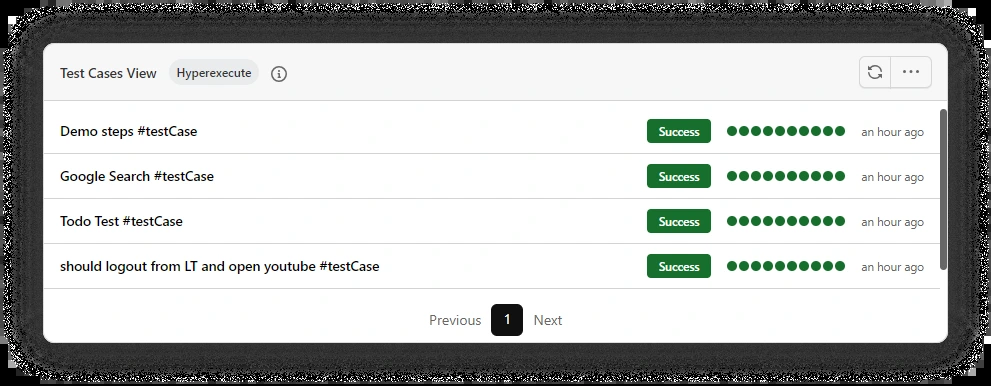 Test Cases View Hyperexecute
Demo steps #testCase Success an hour ago
Google Search #testCase Success an hour ago
Todo Test #testCase Success an hour ago
should logout from LT and open youtube #testCase Success an hour ago
Previous 1 Next